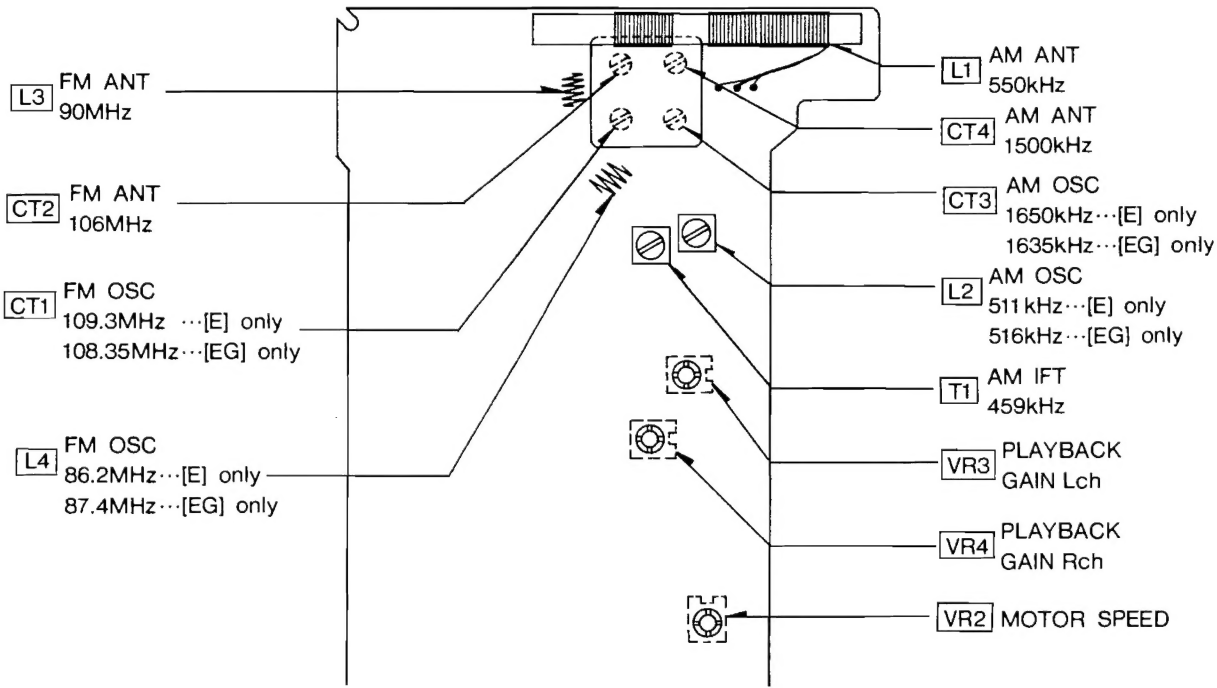 L3 FM ANT
90MHz
CT2 FM ANT
106MHz
CT1 FM OSC
109.3MHz ···[E] only
108.35MHz···[EG] only
L4 FM OSC
86.2MHz···[E] only
87.4MHz···[EG] only
L1 AM ANT
550kHz
CT4 AM ANT
1500kHz
CT3 AM OSC
1650kHz···[E] only
1635kHz···[EG] only
L2 AM OSC
511kHz···[E] only
516kHz···[EG] only
T1 AM IFT
459kHz
VR3 PLAYBACK
GAIN Lch
VR4 PLAYBACK
GAIN Rch
VR2 MOTOR SPEED